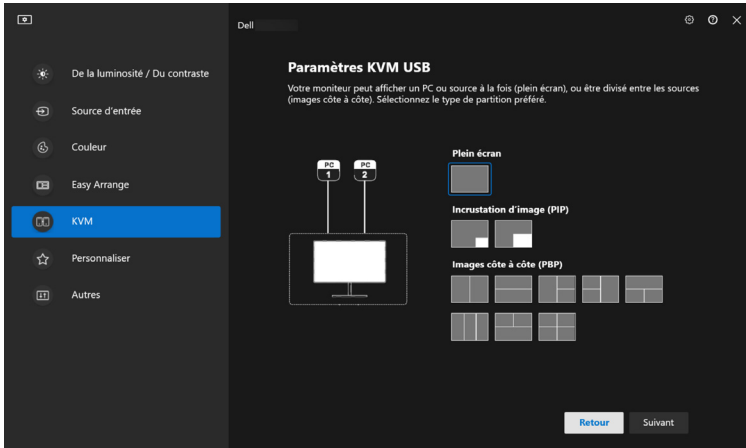 Dell
De la luminosité / Du contraste
Source d'entrée
Couleur
Easy Arrange
KVM
Personnaliser
Autres
Paramètres KVM USB
Votre moniteur peut afficher un PC ou source à la fois (plein écran), ou être divisé entre les sources
(images côte à côte). Sélectionnez le type de partition préféré.
PC 1
PC 2
Plein écran
Incrustation d'image (PIP)
Images côte à côte (PBP)
Retour
Suivant